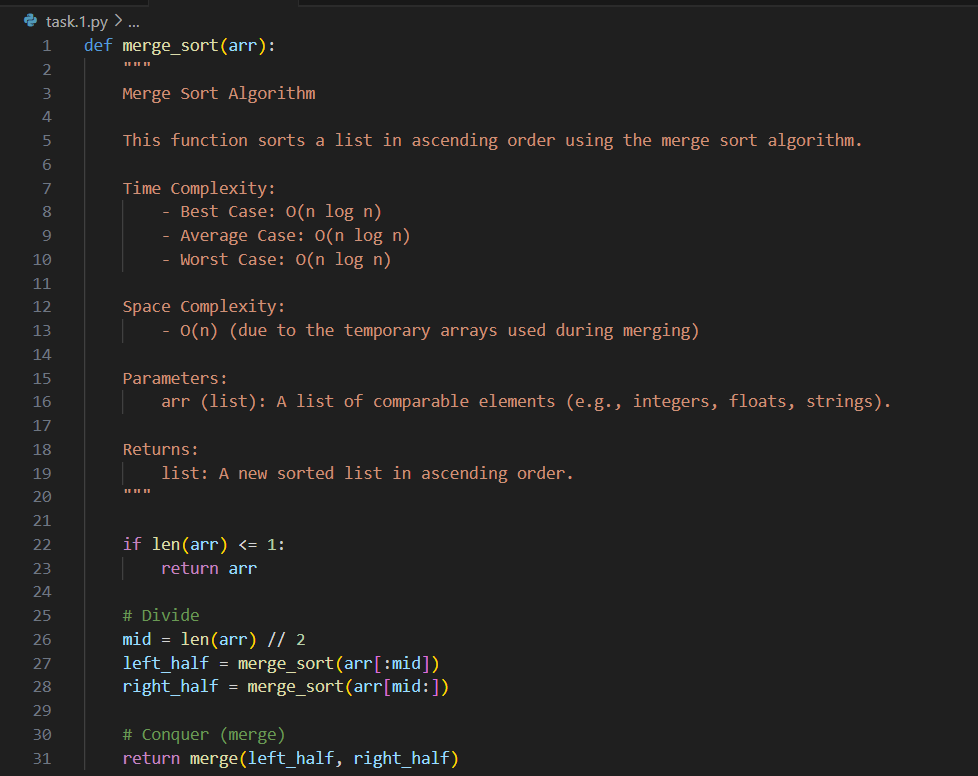 task.1.py > ...
1 def merge_sort(arr):
2     """
3     Merge Sort Algorithm
4
5     This function sorts a list in ascending order using the merge sort algorithm.
6
7     Time Complexity:
8         - Best Case: O(n log n)
9         - Average Case: O(n log n)
10         - Worst Case: O(n log n)
11
12     Space Complexity:
13         - O(n) (due to the temporary arrays used during merging)
14
15     Parameters:
16         arr (list): A list of comparable elements (e.g., integers, floats, strings).
17
18     Returns:
19         list: A new sorted list in ascending order.
20     """
21
22     if len(arr) <= 1:
23         return arr
24
25     # Divide
26     mid = len(arr) // 2
27     left_half = merge_sort(arr[:mid])
28     right_half = merge_sort(arr[mid:])
29
30     # Conquer (merge)
31     return merge(left_half, right_half)